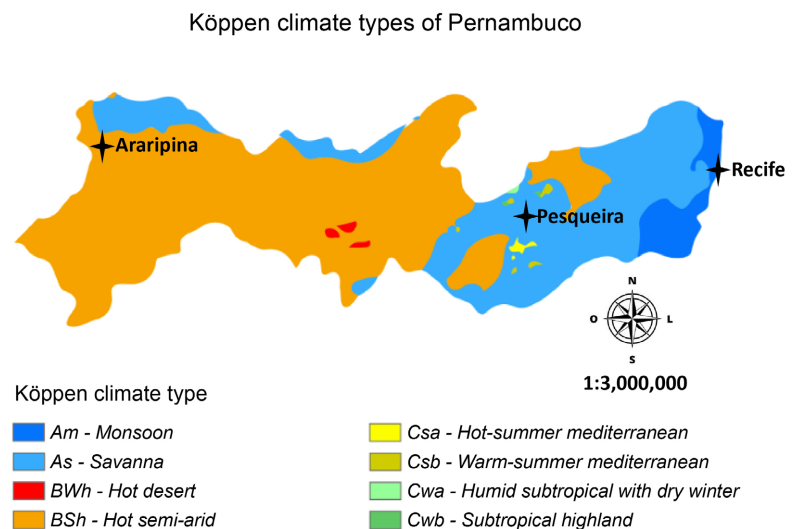 Köppen climate types of Pernambuco
Araripina
Recife
Pesqueira
N
O
L
S
1:3,000,000
Köppen climate type
Am - Monsoon
As - Savanna
BWh - Hot desert
BSh - Hot semi-arid
Csa - Hot-summer mediterranean
Csb - Warm-summer mediterranean
Cwa - Humid subtropical with dry winter
Cwb - Subtropical highland